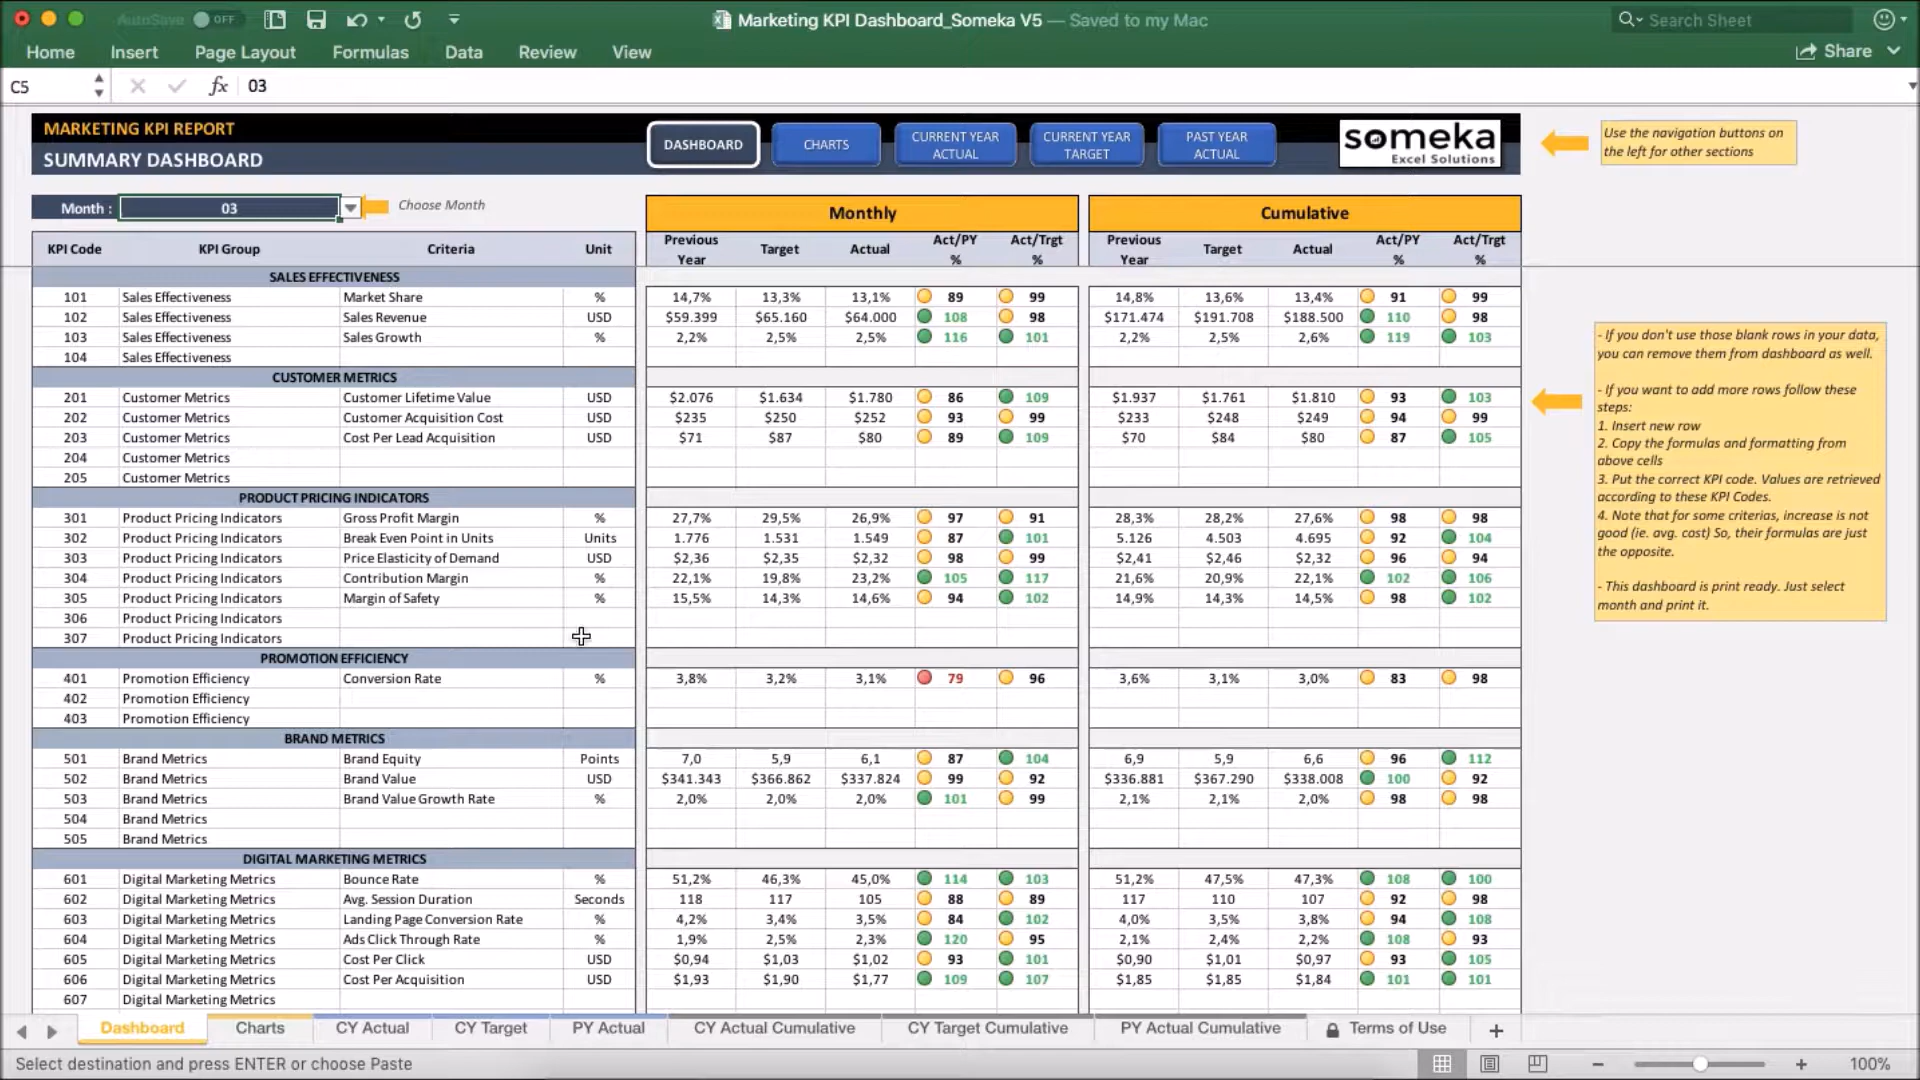 AutoSave OFF
Marketing KPI Dashboard_Someka V5 — Saved to my Mac
Search Sheet
Home Insert Page Layout Formulas Data Review View Share
C5 fx 03
MARKETING KPI REPORT
SUMMARY DASHBOARD
DASHBOARD CHARTS CURRENT YEAR ACTUAL CURRENT YEAR TARGET PAST YEAR ACTUAL
someka
Excel Solutions
Use the navigation buttons on
the left for other sections
Month : 03 Choose Month
Monthly Cumulative
KPI Code KPI Group Criteria Unit Previous Year Target Actual Act/PY % Act/Trgt % Previous Year Target Actual Act/PY % Act/Trgt %
SALES EFFECTIVENESS
101 Sales Effectiveness Market Share % 14,7% 13,3% 13,1% 89 99 14,8% 13,6% 13,4% 91 99
102 Sales Effectiveness Sales Revenue USD $59.399 $65.160 $64.000 108 98 $171.474 $191.708 $188.500 110 98
103 Sales Effectiveness Sales Growth % 2,2% 2,5% 2,5% 116 101 2,2% 2,5% 2,6% 119 103
104 Sales Effectiveness
CUSTOMER METRICS
201 Customer Metrics Customer Lifetime Value USD $2.076 $1.634 $1.780 86 109 $1.937 $1.761 $1.810 93 103
202 Customer Metrics Customer Acquisition Cost USD $235 $250 $252 93 99 $233 $248 $249 94 99
203 Customer Metrics Cost Per Lead Acquisition USD $71 $87 $80 89 109 $70 $84 $80 87 105
204 Customer Metrics
205 Customer Metrics
PRODUCT PRICING INDICATORS
301 Product Pricing Indicators Gross Profit Margin % 27,7% 29,5% 26,9% 97 91 28,3% 28,2% 27,6% 98 98
302 Product Pricing Indicators Break Even Point in Units Units 1.776 1.531 1.549 87 101 5.126 4.503 4.695 92 104
303 Product Pricing Indicators Price Elasticity of Demand USD $2,36 $2,35 $2,32 98 99 $2,41 $2,46 $2,32 96 94
304 Product Pricing Indicators Contribution Margin % 22,1% 19,8% 23,2% 105 117 21,6% 20,9% 22,1% 102 106
305 Product Pricing Indicators Margin of Safety % 15,5% 14,3% 14,6% 94 102 14,9% 14,3% 14,5% 98 102
306 Product Pricing Indicators
307 Product Pricing Indicators
PROMOTION EFFICIENCY
401 Promotion Efficiency Conversion Rate % 3,8% 3,2% 3,1% 79 96 3,6% 3,1% 3,0% 83 98
402 Promotion Efficiency
403 Promotion Efficiency
BRAND METRICS
501 Brand Metrics Brand Equity Points 7,0 5,9 6,1 87 104 6,9 5,9 6,6 96 112
502 Brand Metrics Brand Value USD $341.343 $366.862 $337.824 99 92 $336.881 $367.290 $338.008 100 92
503 Brand Metrics Brand Value Growth Rate % 2,0% 2,0% 2,0% 101 99 2,1% 2,1% 2,0% 98 98
504 Brand Metrics
505 Brand Metrics
DIGITAL MARKETING METRICS
601 Digital Marketing Metrics Bounce Rate % 51,2% 46,3% 45,0% 114 103 51,2% 47,5% 47,3% 108 100
602 Digital Marketing Metrics Avg. Session Duration Seconds 118 117 105 88 89 117 110 107 92 98
603 Digital Marketing Metrics Landing Page Conversion Rate % 4,2% 3,4% 3,5% 84 102 4,0% 3,5% 3,8% 94 108
604 Digital Marketing Metrics Ads Click Through Rate % 1,9% 2,5% 2,3% 120 95 2,1% 2,4% 2,2% 108 93
605 Digital Marketing Metrics Cost Per Click USD $0,94 $1,03 $1,02 93 101 $0,90 $1,01 $0,97 93 105
606 Digital Marketing Metrics Cost Per Acquisition USD $1,93 $1,90 $1,77 109 107 $1,85 $1,85 $1,84 101 101
607 Digital Marketing Metrics
- If you don't use those blank rows in your data,
you can remove them from dashboard as well.
- If you want to add more rows follow these
steps:
1. Insert new row
2. Copy the formulas and formatting from
above cells
3. Put the correct KPI code. Values are retrieved
according to these KPI Codes.
4. Note that for some criterias, increase is not
good (ie. avg. cost) So, their formulas are just
the opposite.
- This dashboard is print ready. Just select
month and print it.
Dashboard Charts CY Actual CY Target PY Actual CY Actual Cumulative CY Target Cumulative PY Actual Cumulative Terms of Use
Select destination and press ENTER or choose Paste 100%